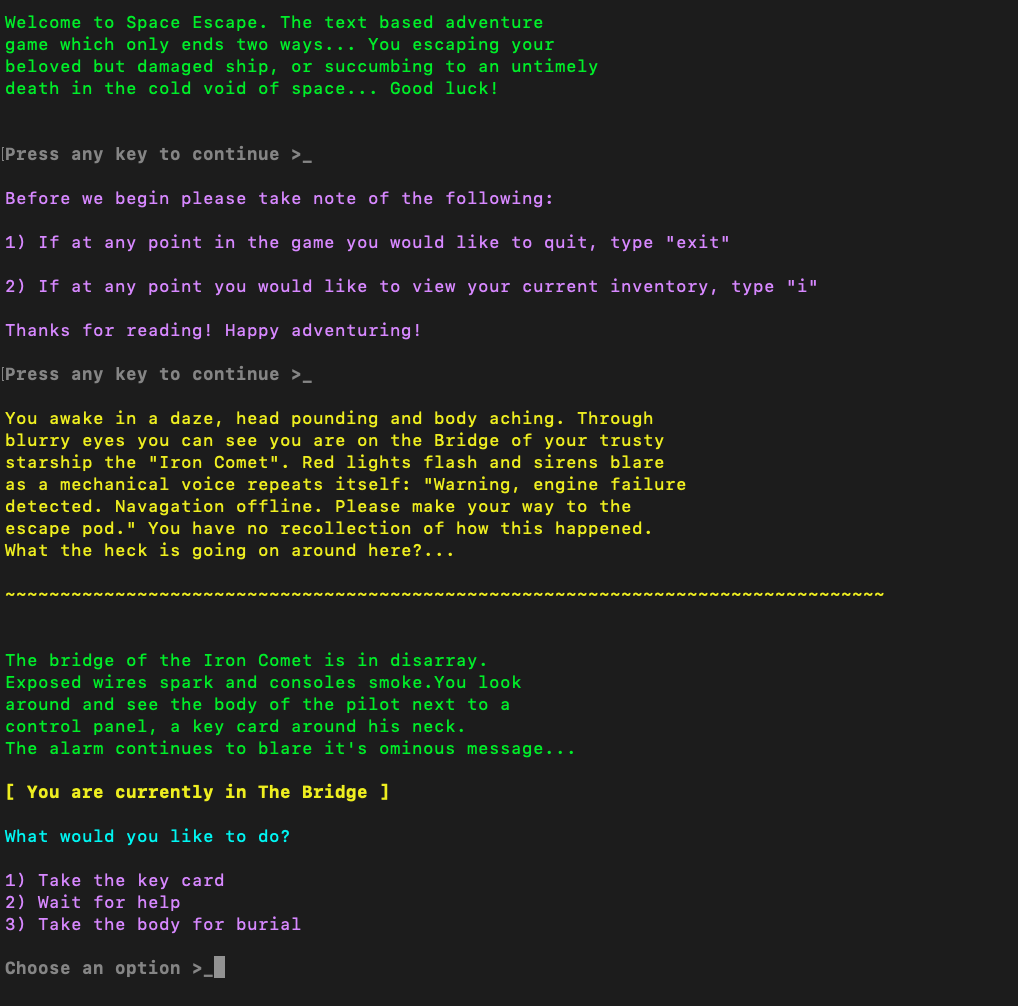 Welcome to Space Escape. The text based adventure
game which only ends two ways... You escaping your
beloved but damaged ship, or succumbing to an untimely
death in the cold void of space... Good luck!
[Press any key to continue >_
Before we begin please take note of the following:
1) If at any point in the game you would like to quit, type "exit"
2) If at any point you would like to view your current inventory, type "i"
Thanks for reading! Happy adventuring!
[Press any key to continue >_
You awake in a daze, head pounding and body aching. Through
blurry eyes you can see you are on the Bridge of your trusty
starship the "Iron Comet". Red lights flash and sirens blare
as a mechanical voice repeats itself: "Warning, engine failure
detected. Navagation offline. Please make your way to the
escape pod." You have no recollection of how this happened.
What the heck is going on around here?...
~~~~~~~~~~~~~~~~~~~~~~~~~~~~~~~~~~~~~~~~~~~~~~~~~~~~~~~~~~~~~~~~~~~~~~~~~~~~~~~~
The bridge of the Iron Comet is in disarray.
Exposed wires spark and consoles smoke.You look
around and see the body of the pilot next to a
control panel, a key card around his neck.
The alarm continues to blare it's ominous message...
[ You are currently in The Bridge ]
What would you like to do?
1) Take the key card
2) Wait for help
3) Take the body for burial
Choose an option >_